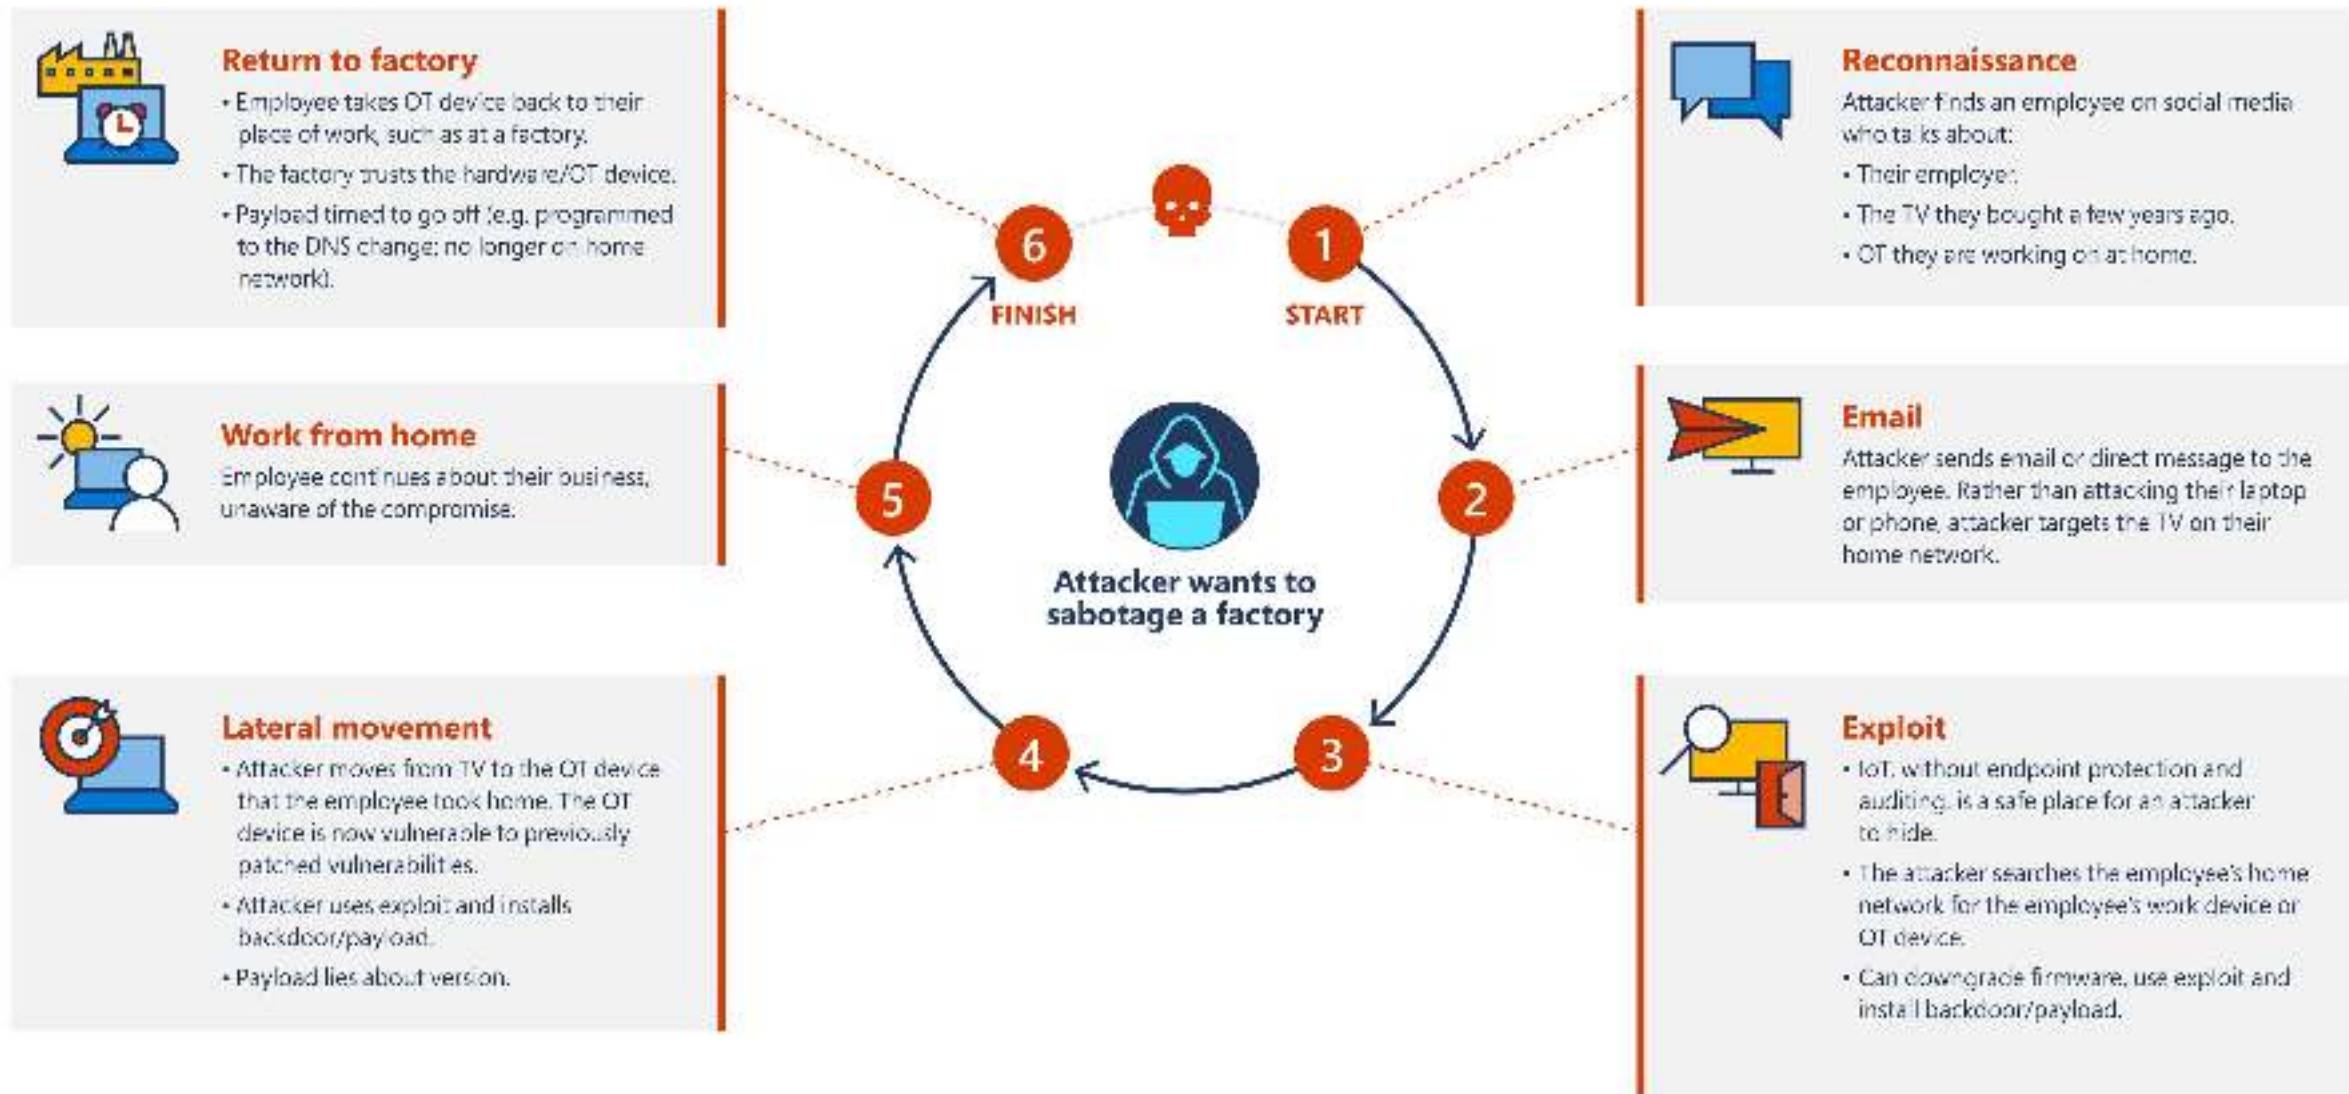 Reconnaissance
Attacker finds an employee on social media
who talks about:
• Their employer.
• The TV they bought a few years ago.
• OT they are working on at home.
Email
Attacker sends email or direct message to the
employee. Rather than attacking their laptop
or phone, attacker targets the TV on their
home network.
Exploit
• IoT, without endpoint protection and
auditing, is a safe place for an attacker
to hide.
• The attacker searches the employee's home
network for the employee's work device or
OT device.
• Can downgrade firmware, use exploit and
install backdoor/payload.
Lateral movement
• Attacker moves from TV to the OT device
that the employee took home. The OT
device is now vulnerable to previously
patched vulnerabilities.
• Attacker uses exploit and installs
backdoor/payload.
• Payload lies about version.
Work from home
Employee continues about their business,
unaware of the compromise.
Return to factory
• Employee takes OT device back to their
place of work, such as at a factory.
• The factory trusts the hardware/OT device.
• Payload timed to go off (e.g. programmed
to the DNS change; no longer on home
network).
1
START
2
3
4
5
6
FINISH
Attacker wants to
sabotage a factory